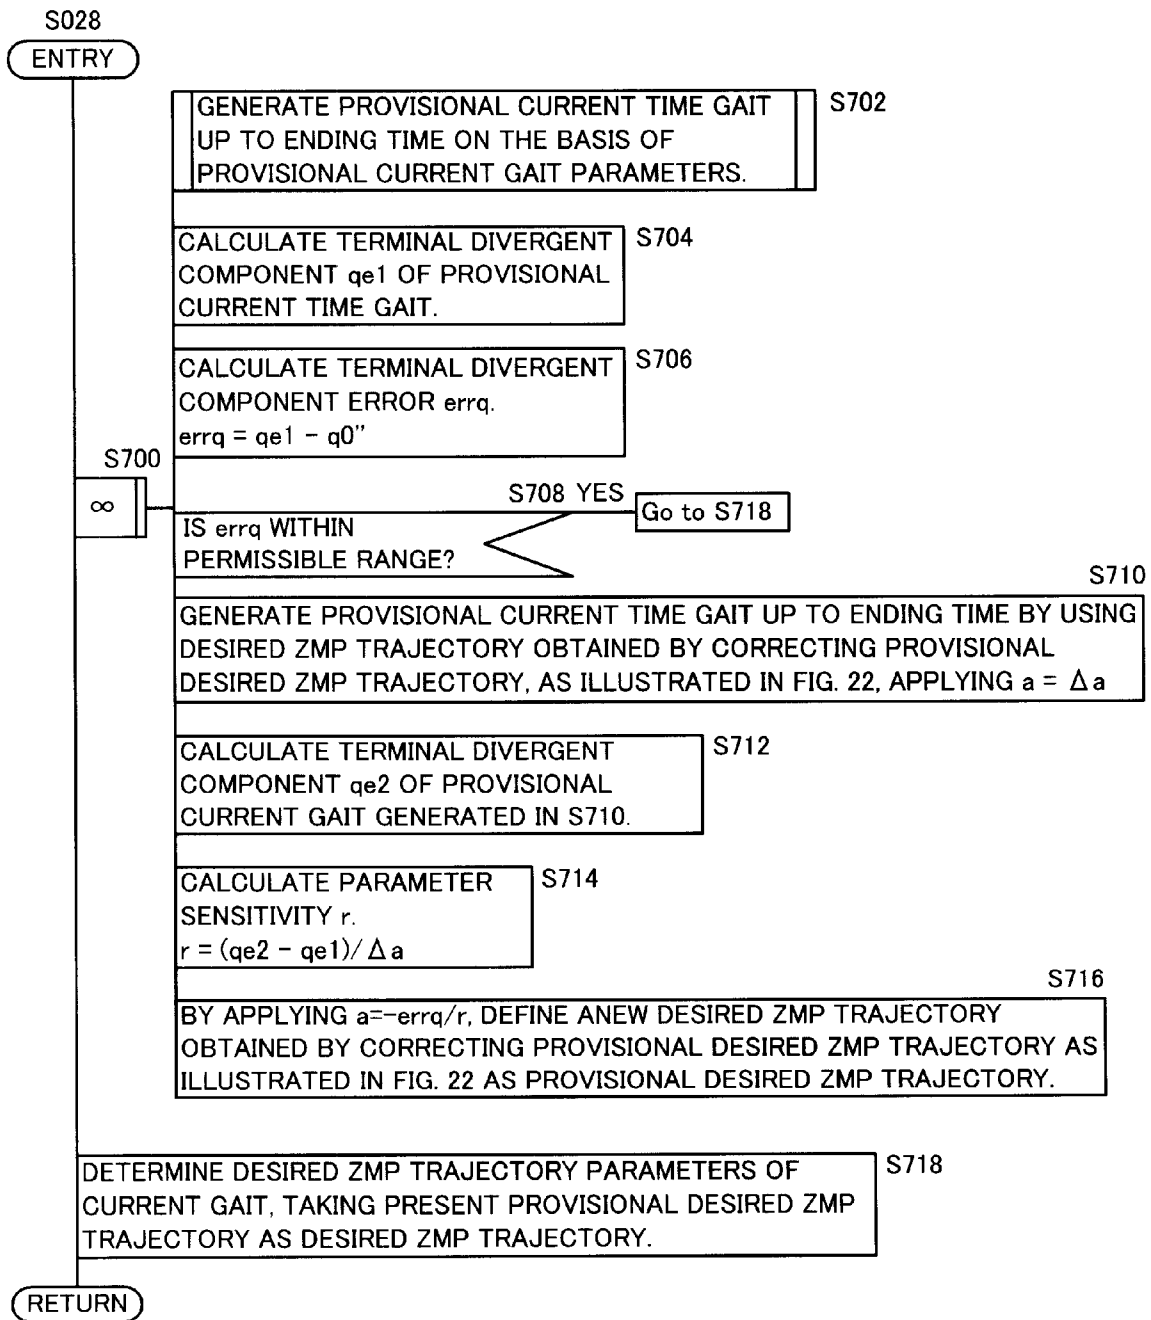 S028
ENTRY
GENERATE PROVISIONAL CURRENT TIME GAIT
UP TO ENDING TIME ON THE BASIS OF
PROVISIONAL CURRENT GAIT PARAMETERS.
S702
CALCULATE TERMINAL DIVERGENT
COMPONENT qe1 OF PROVISIONAL
CURRENT TIME GAIT.
S704
CALCULATE TERMINAL DIVERGENT
COMPONENT ERROR errq.
errq = qe1 - q0"
S706
S700
∞
S708 YES
Go to S718
IS errq WITHIN
PERMISSIBLE RANGE?
S710
GENERATE PROVISIONAL CURRENT TIME GAIT UP TO ENDING TIME BY USING
DESIRED ZMP TRAJECTORY OBTAINED BY CORRECTING PROVISIONAL
DESIRED ZMP TRAJECTORY, AS ILLUSTRATED IN FIG. 22, APPLYING a = Δa
CALCULATE TERMINAL DIVERGENT
COMPONENT qe2 OF PROVISIONAL
CURRENT GAIT GENERATED IN S710.
S712
CALCULATE PARAMETER
SENSITIVITY r.
r = (qe2 - qe1)/Δa
S714
S716
BY APPLYING a=-errq/r, DEFINE ANEW DESIRED ZMP TRAJECTORY
OBTAINED BY CORRECTING PROVISIONAL DESIRED ZMP TRAJECTORY AS
ILLUSTRATED IN FIG. 22 AS PROVISIONAL DESIRED ZMP TRAJECTORY.
DETERMINE DESIRED ZMP TRAJECTORY PARAMETERS OF
CURRENT GAIT, TAKING PRESENT PROVISIONAL DESIRED ZMP
TRAJECTORY AS DESIRED ZMP TRAJECTORY.
S718
RETURN